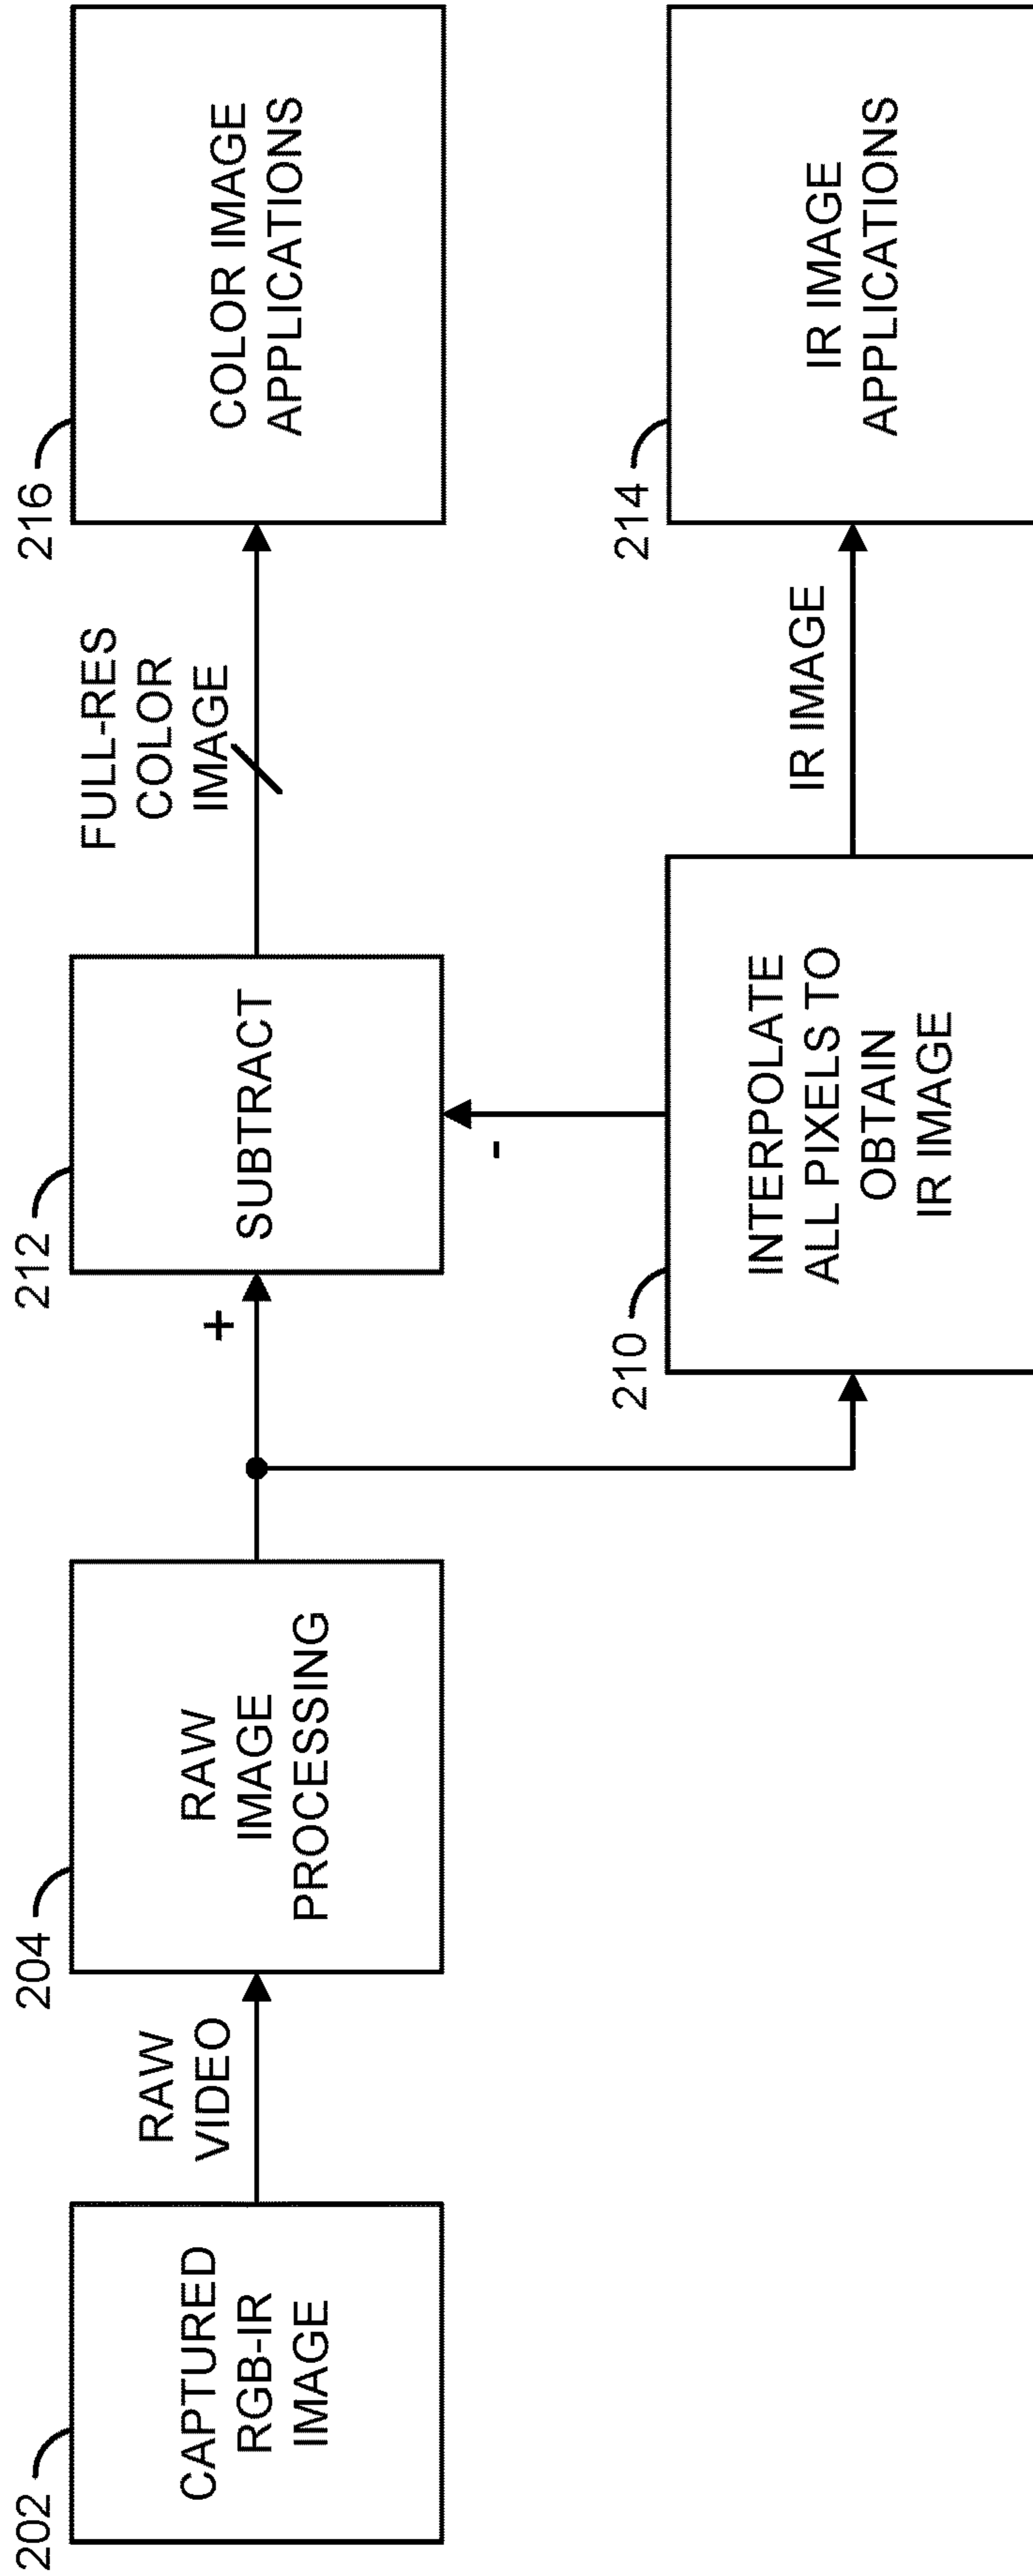 202
CAPTURED
RGB-IR
IMAGE
RAW
VIDEO
204
RAW
IMAGE
PROCESSING
+
212
SUBTRACT
-
FULL-RES
COLOR
IMAGE
216
COLOR IMAGE
APPLICATIONS
210
INTERPOLATE
ALL PIXELS TO
OBTAIN
IR IMAGE
IR IMAGE
214
IR IMAGE
APPLICATIONS